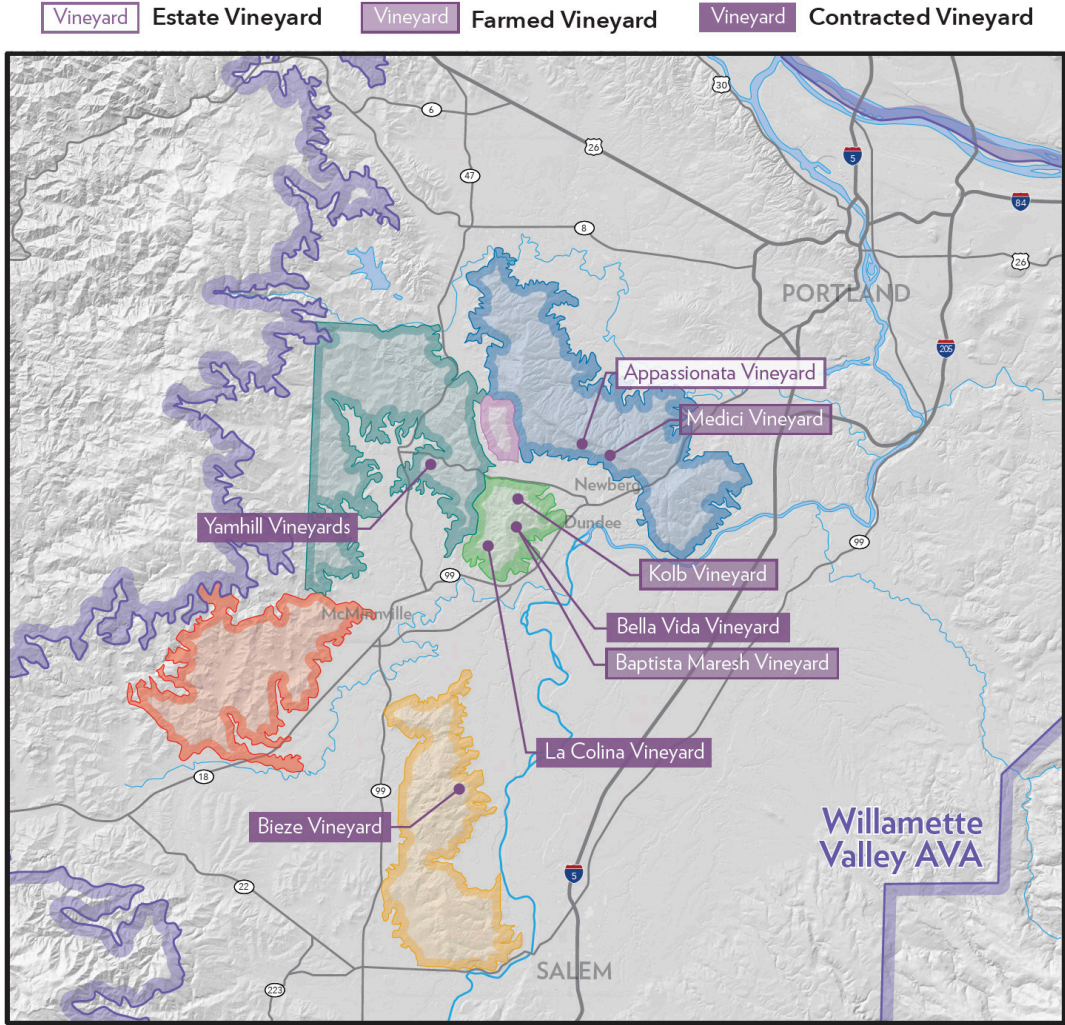 Vineyard Estate Vineyard
Vineyard Farmed Vineyard
Vineyard Contracted Vineyard
30
6
26
5
47
84
8
26
PORTLAND
205
Appassionata Vineyard
Medici Vineyard
Newberg
Yamhill Vineyards
Dundee
99
Kolb Vineyard
99
McMinnville
Bella Vida Vineyard
Baptista Maresh Vineyard
La Colina Vineyard
18
99
Bieze Vineyard
Willamette
Valley AVA
5
22
SALEM
223